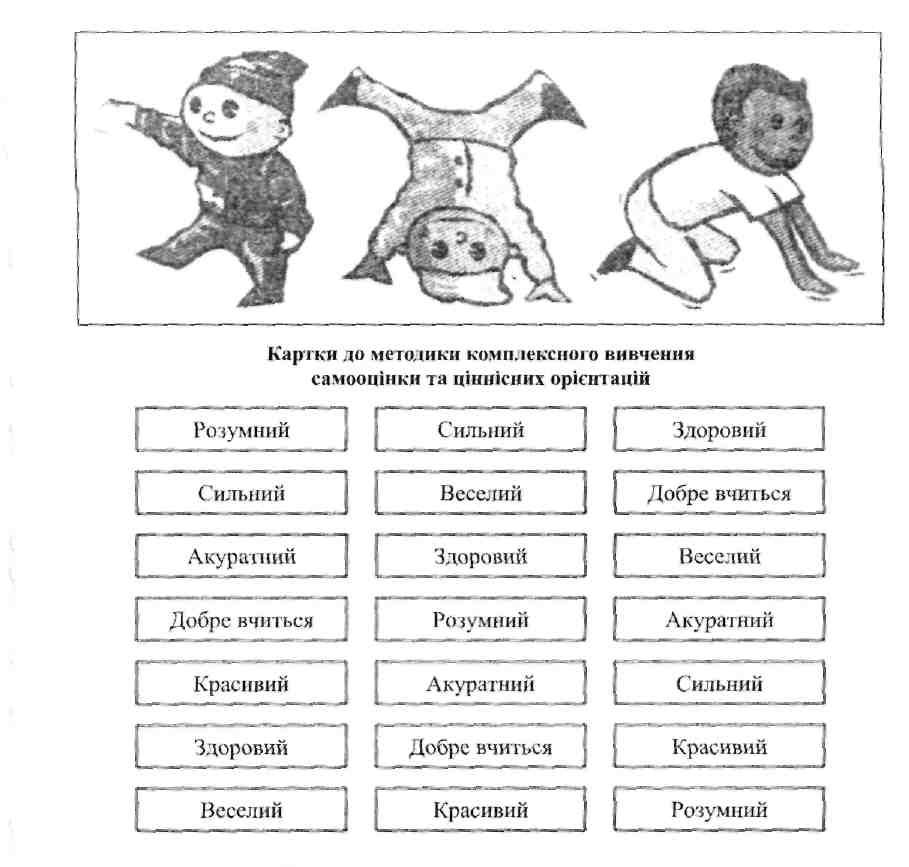 Картки до методики комплексного вивчення
самооцінки та ціннісних орієнтацій
Розумний Сильний Здоровий
Сильний Веселий Добре вчиться
Акуратний Здоровий Веселий
Добре вчиться Розумний Акуратний
Красивий Акуратний Сильний
Здоровий Добре вчиться Красивий
Веселий Красивий Розумний